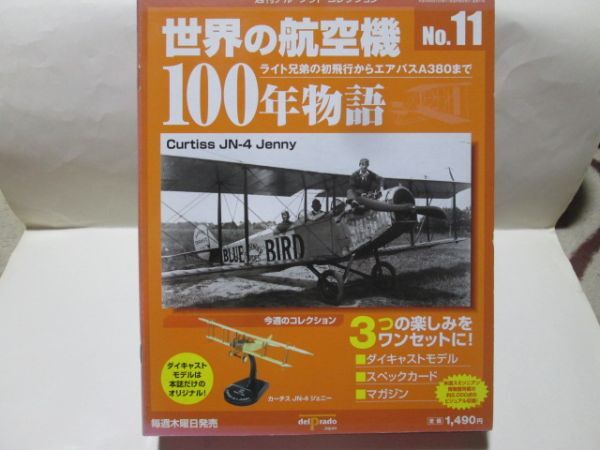 世界の航空機
No.11
ライト兄弟の初飛行からエアバスA380まで
100年物語
Curtiss JN-4 Jenny
BLUE BIRD
今週のコレクション
3つの楽しみを
ワンセットに!
■ダイキャストモデル
■スペックカード
■マガジン
ダイキャスト
モデルは
本誌だけの
オリジナル!
カーチス JN-4 ジェニー
毎週木曜日発売
del Prado
Japan
定価 1,490円